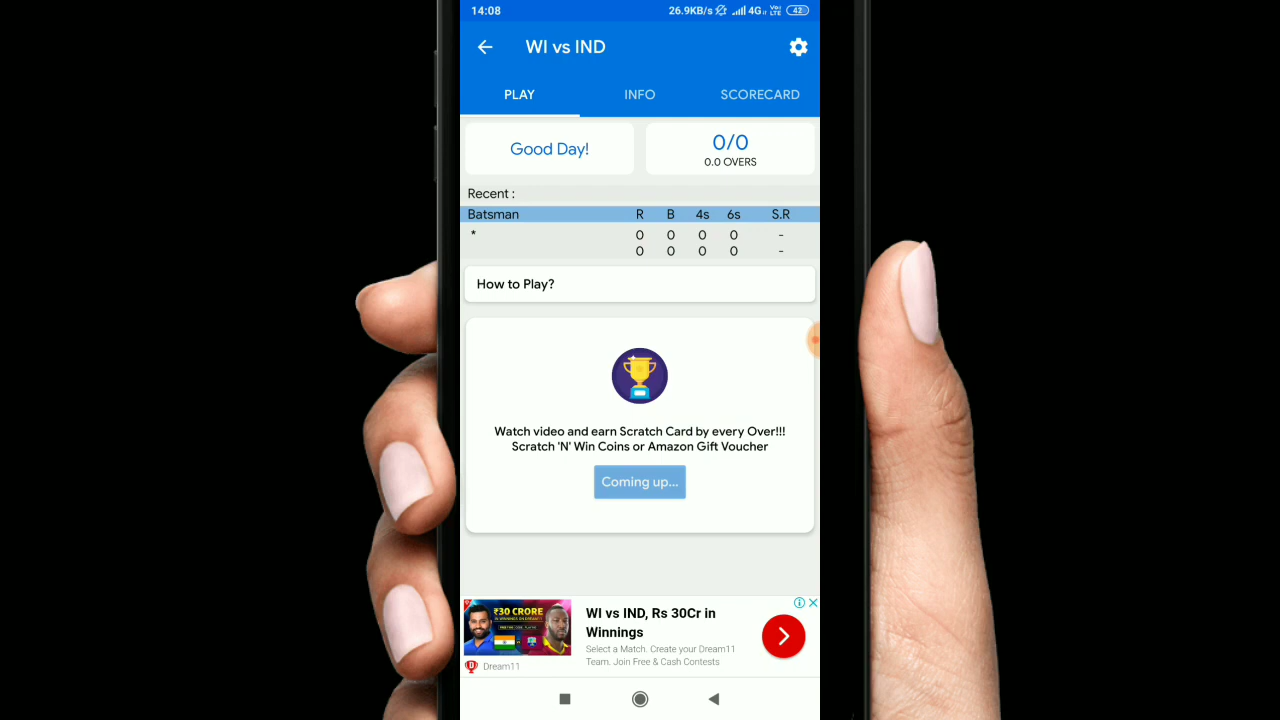 14:08
26.9KB/s 4G Vo LTE 42
WI vs IND
PLAY INFO SCORECARD
Good Day!
0/0
0.0 OVERS
Recent :
Batsman R B 4s 6s S.R
* 0 0 0 0 -
0 0 0 0 -
How to Play?
Watch video and earn Scratch Card by every Over!!!
Scratch 'N' Win Coins or Amazon Gift Voucher
Coming up...
₹30 CRORE
WI vs IND, Rs 30Cr in
Winnings
Select a Match. Create your Dream11
Team. Join Free & Cash Contests
Dream11